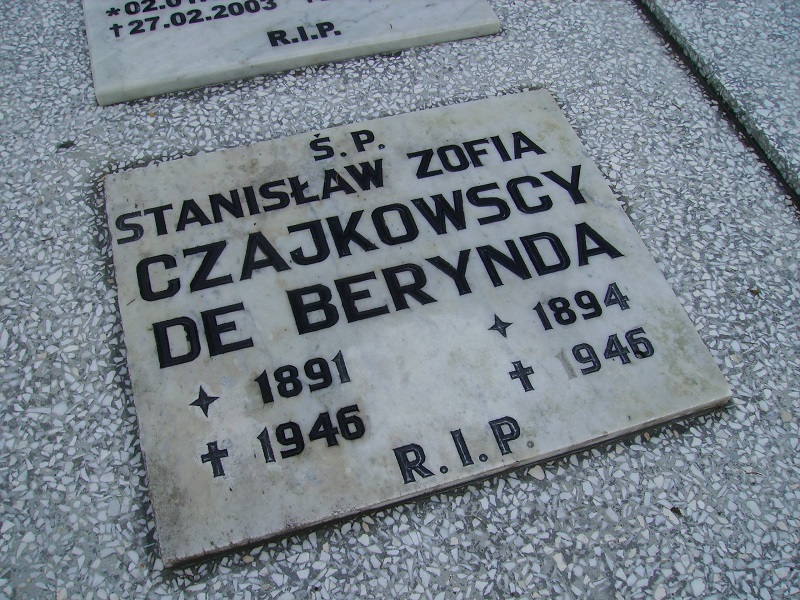 ✝27.02.2003
R.I.P.
Ś.P.
STANISŁAW ZOFIA
CZAJKOWSCY
DE BERYNDA
1891 1894
✝ 1946 ✝ 1946
R.I.P.